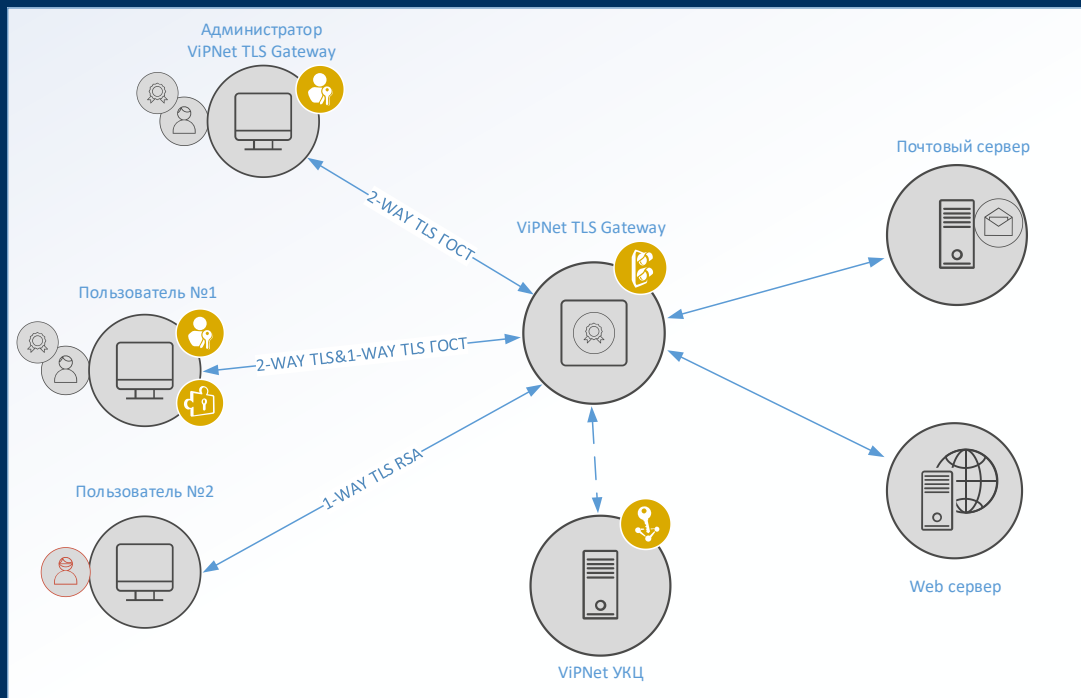 Администратор
ViPNet TLS Gateway
Почтовый сервер
2-WAY TLS ГОСТ
ViPNet TLS Gateway
Пользователь №1
2-WAY TLS&1-WAY TLS ГОСТ
1-WAY TLS RSA
Пользователь №2
Web сервер
ViPNet УКЦ